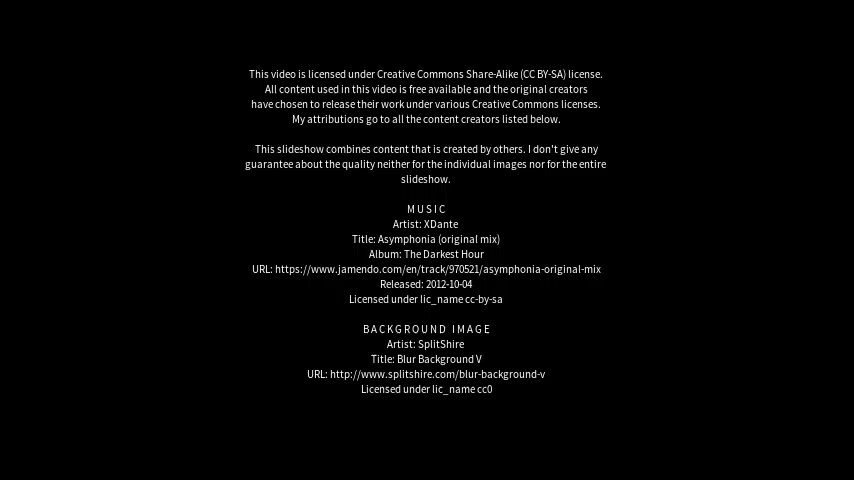 This video is licensed under Creative Commons Share-Alike (CC BY-SA) license.
All content used in this video is free available and the original creators
have chosen to release their work under various Creative Commons licenses.
My attributions go to all the content creators listed below.
This slideshow combines content that is created by others. I don't give any
guarantee about the quality neither for the individual images nor for the entire
slideshow.
MUSIC
Artist: XDante
Title: Asymphonia (original mix)
Album: The Darkest Hour
URL: https://www.jamendo.com/en/track/970521/asymphonia-original-mix
Released: 2012-10-04
Licensed under lic_name cc-by-sa
BACKGROUND IMAGE
Artist: SplitShire
Title: Blur Background V
URL: http://www.splitshire.com/blur-background-v
Licensed under lic_name cc0